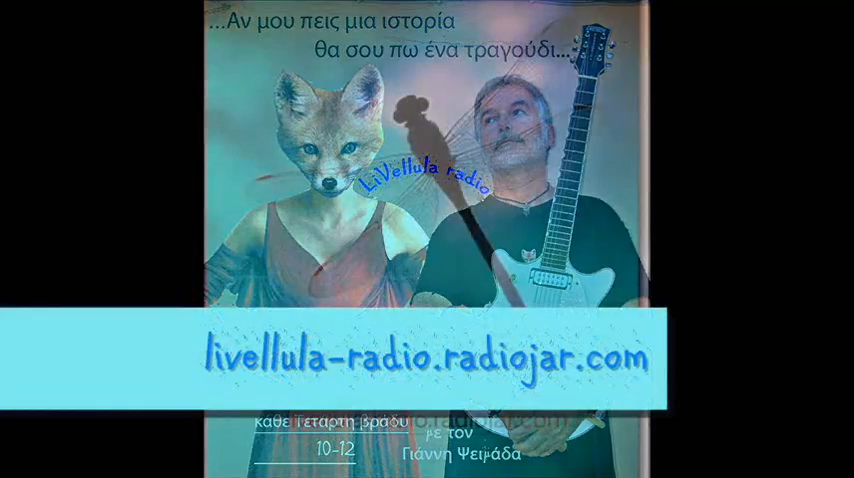 ...Αν μου πεις μια ιστορία
θα σου πω ένα τραγούδι...
LiVellula radio
livellula-radio.radiojar.com
κάθε Τετάρτη βράδυ
10-12
με τον
Γιάννη Ψειμάδα